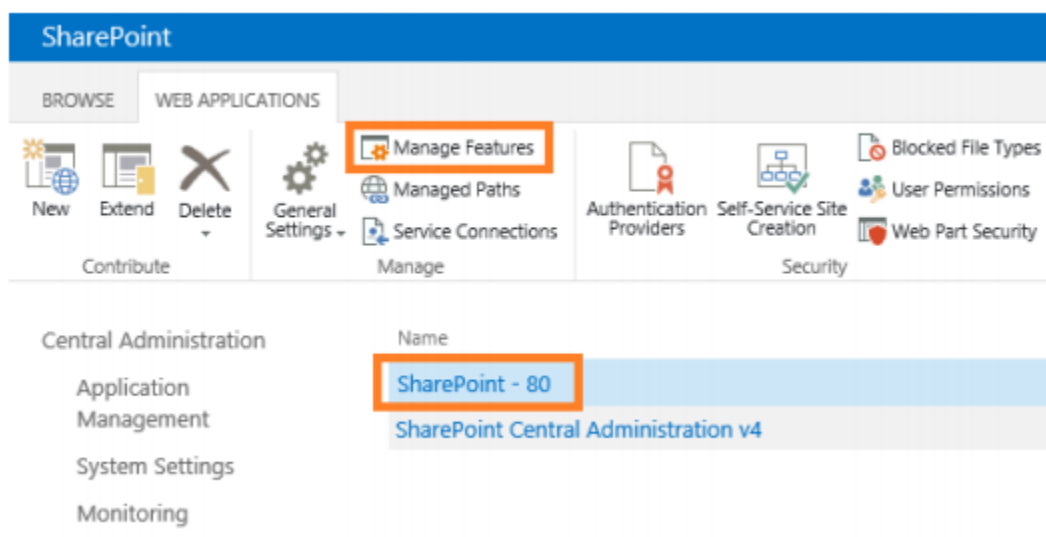 SharePoint
BROWSE WEB APPLICATIONS
New
Extend
Delete
General
Settings
Manage Features
Managed Paths
Service Connections
Authentication
Providers
Self-Service Site
Creation
Blocked File Types
User Permissions
Web Part Security
Contribute
Manage
Security
Central Administration
Application
Management
System Settings
Monitoring
Name
SharePoint - 80
SharePoint Central Administration v4